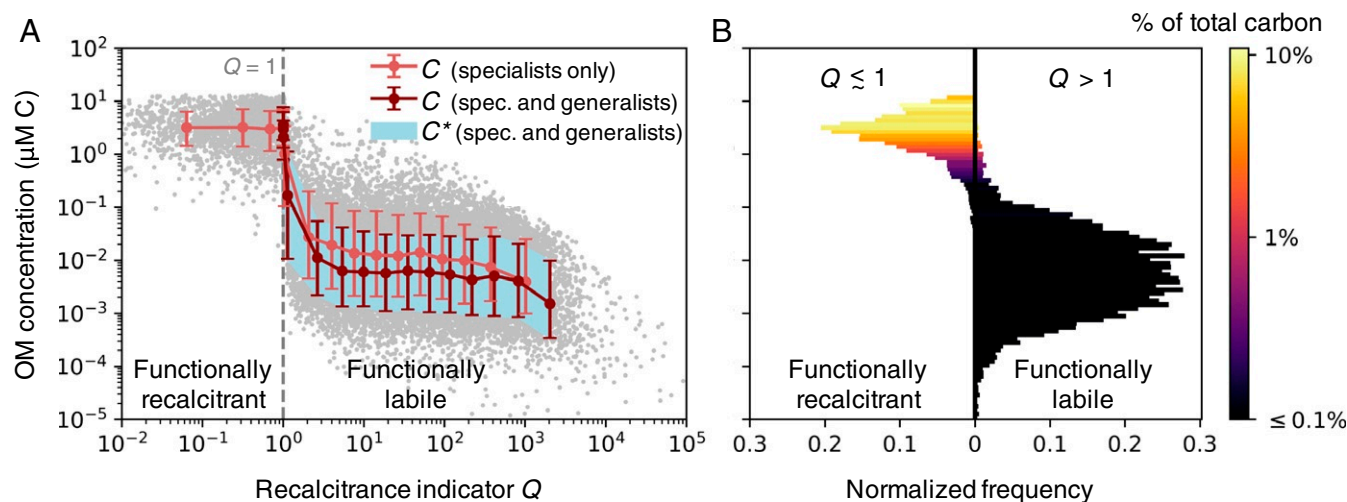 A
OM concentration (μM C)
10²
10¹
10⁰
10⁻¹
10⁻²
10⁻³
10⁻⁴
10⁻⁵
Q = 1
C (specialists only)
C (spec. and generalists)
C* (spec. and generalists)
Functionally
recalcitrant
Functionally
labile
10⁻² 10⁻¹ 10⁰ 10¹ 10² 10³ 10⁴ 10⁵
Recalcitrance indicator Q
B
Q ≲ 1
Q > 1
Functionally
recalcitrant
Functionally
labile
0.3 0.2 0.1 0 0.1 0.2 0.3
Normalized frequency
% of total carbon
10%
1%
≤ 0.1%